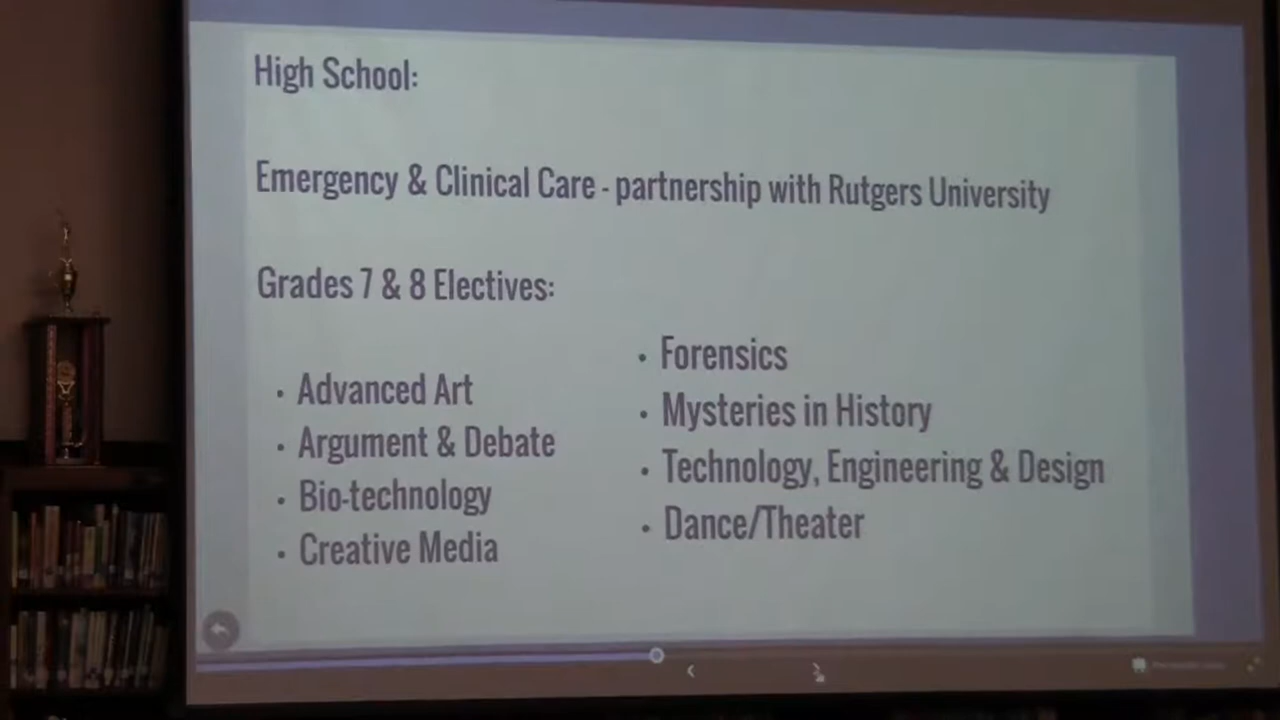 High School:
Emergency & Clinical Care - partnership with Rutgers University
Grades 7 & 8 Electives:
• Advanced Art
• Argument & Debate
• Bio-technology
• Creative Media
• Forensics
• Mysteries in History
• Technology, Engineering & Design
• Dance/Theater